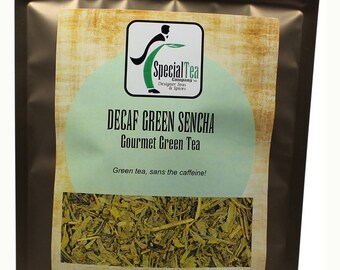 SpecialTea
Company
Designer Teas
& Spices
DECAF GREEN SENCHA
Gourmet Green Tea
Green tea, sans the caffeine!